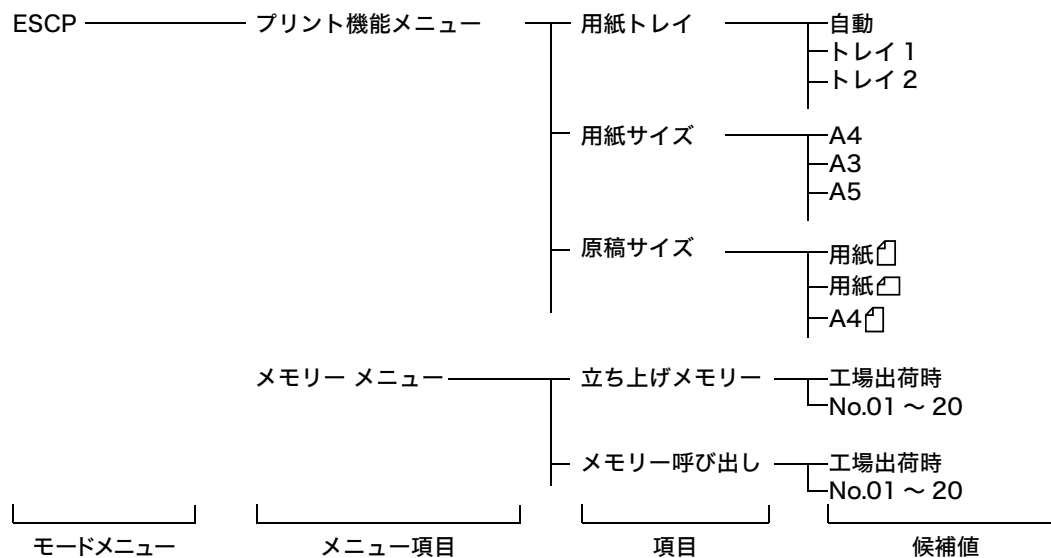 ESCP プリント機能メニュー 用紙トレイ 自動
トレイ 1
トレイ 2
用紙サイズ A4
A3
A5
原稿サイズ 用紙
用紙
A4
メモリー メニュー 立ち上げメモリー 工場出荷時
No.01 ～ 20
メモリー呼び出し 工場出荷時
No.01 ～ 20
モードメニュー メニュー項目 項目 候補値